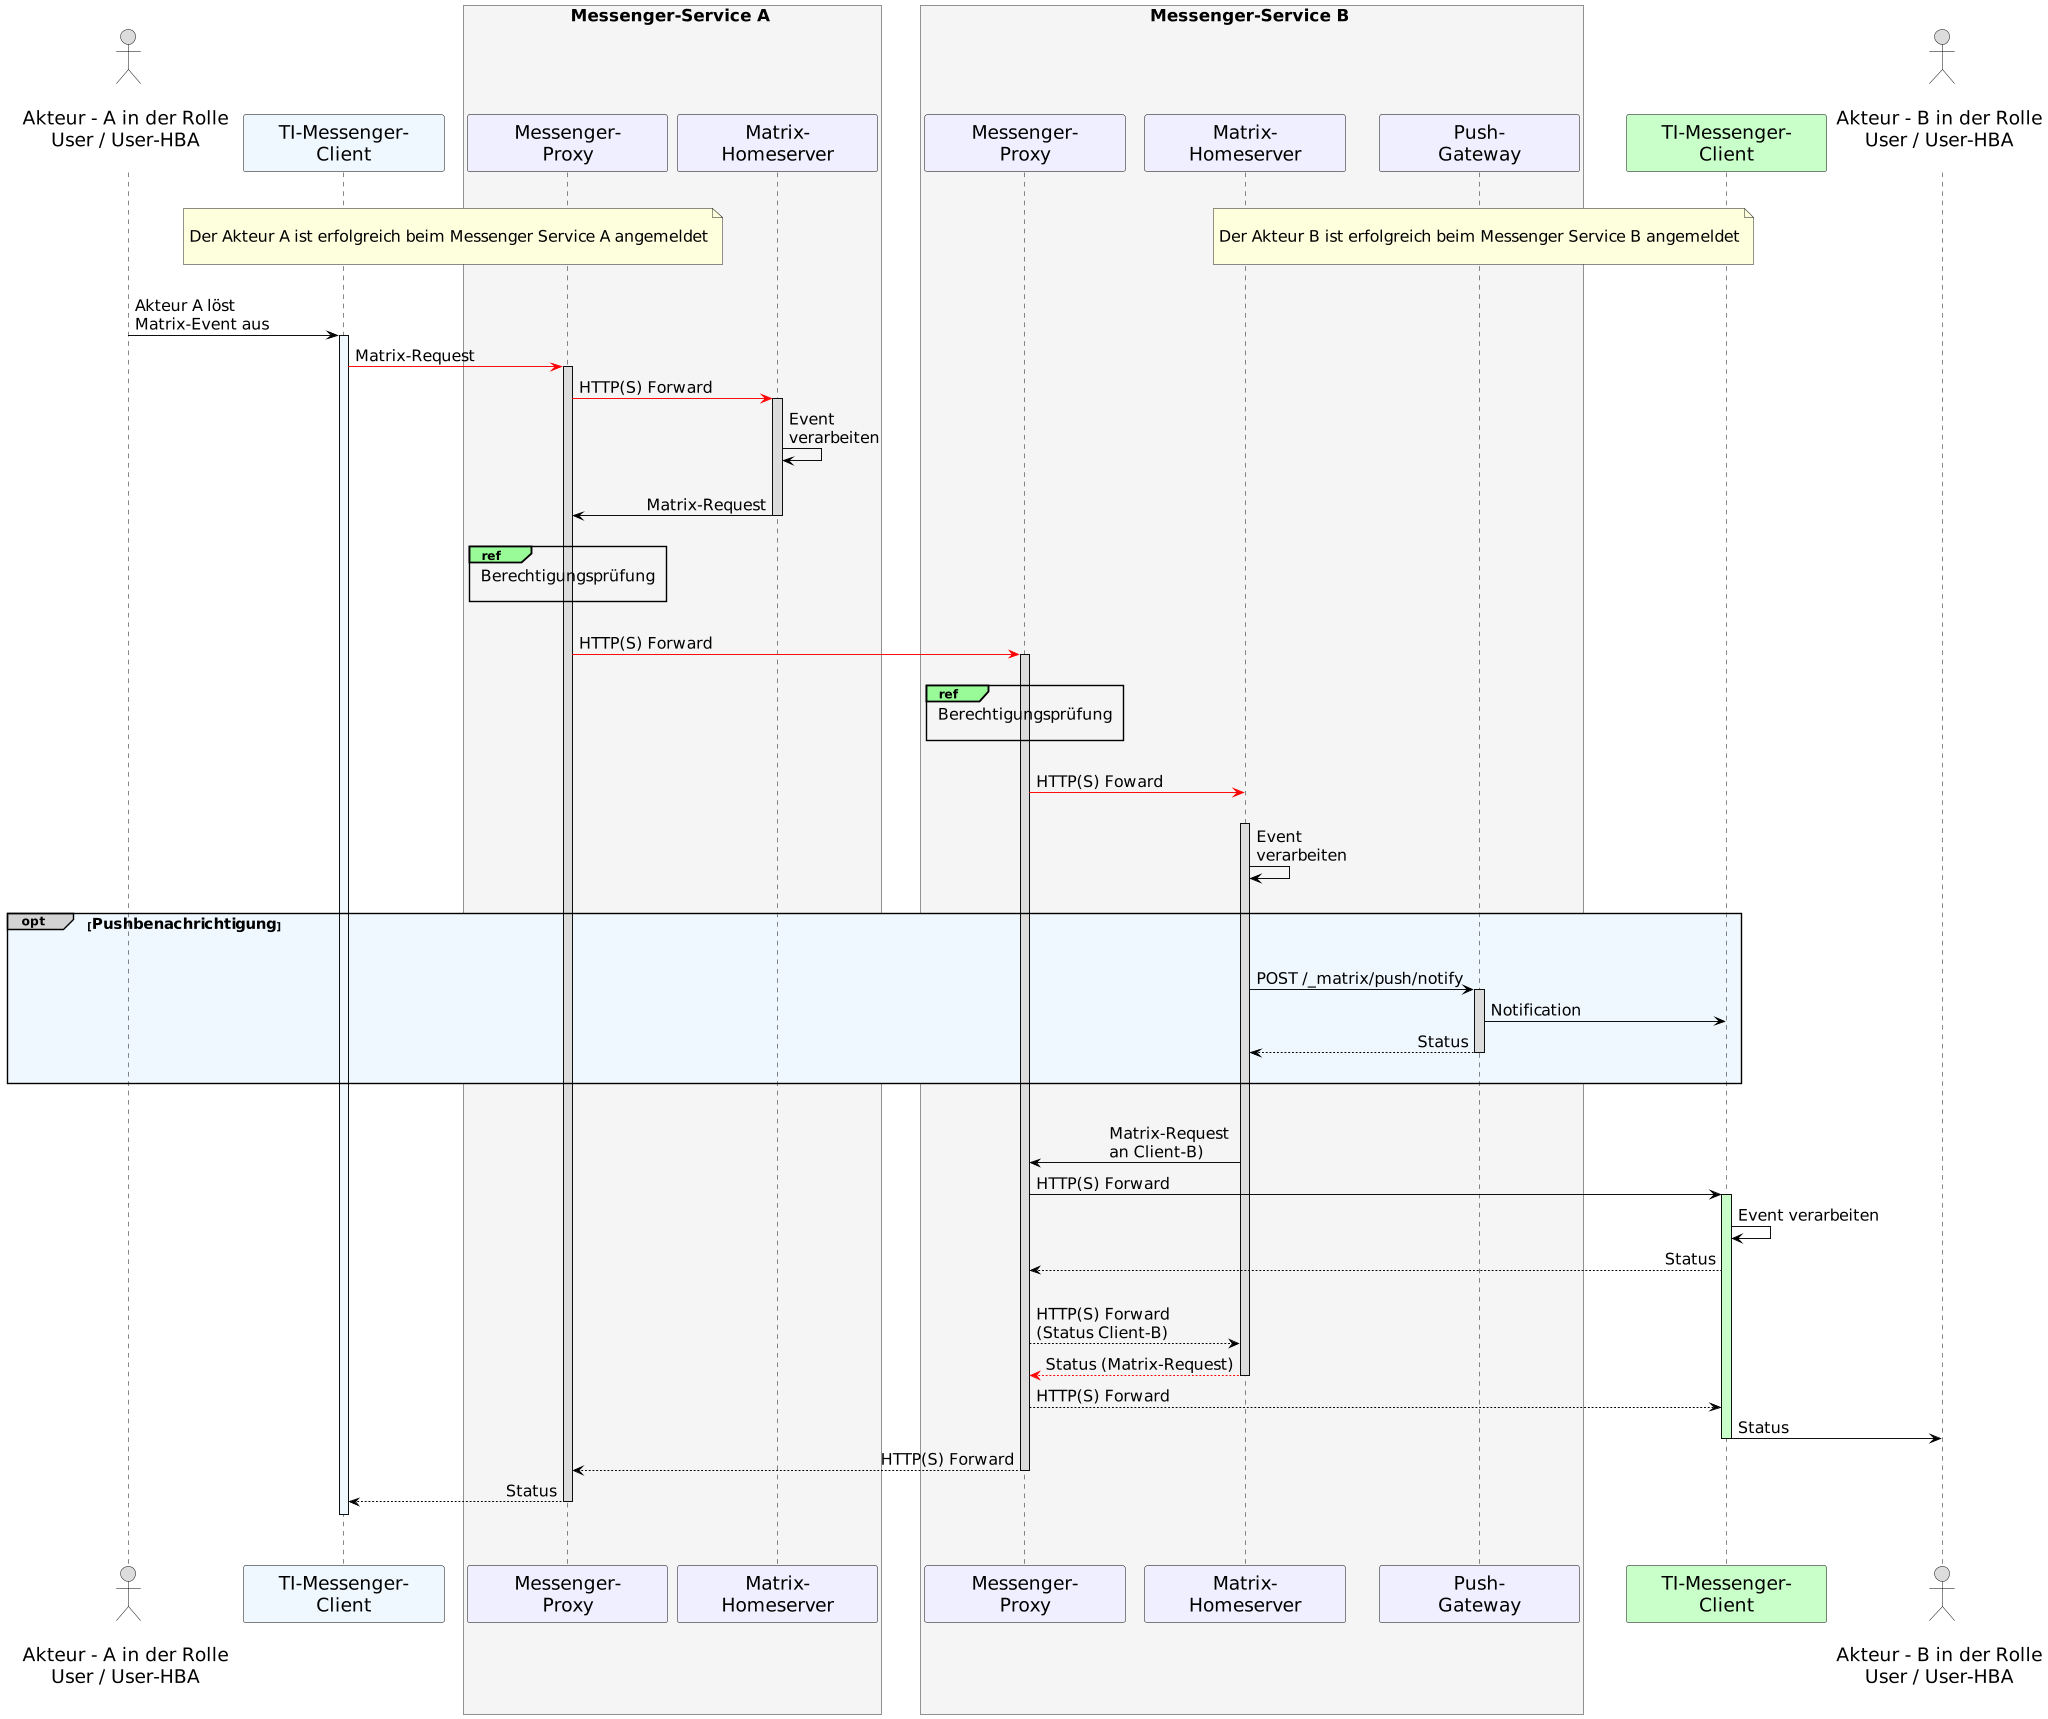 Messenger-Service A
Messenger-Service B
Akteur - A in der Rolle
User / User-HBA
TI-Messenger-
Client
Messenger-
Proxy
Matrix-
Homeserver
Messenger-
Proxy
Matrix-
Homeserver
Push-
Gateway
TI-Messenger-
Client
Akteur - B in der Rolle
User / User-HBA
Der Akteur A ist erfolgreich beim Messenger Service A angemeldet
Der Akteur B ist erfolgreich beim Messenger Service B angemeldet
Akteur A löst
Matrix-Event aus
Matrix-Request
HTTP(S) Forward
Event
verarbeiten
Matrix-Request
ref
Berechtigungsprüfung
HTTP(S) Forward
ref
Berechtigungsprüfung
HTTP(S) Foward
Event
verarbeiten
opt
[Pushbenachrichtigung]
POST /_matrix/push/notify
Notification
Status
Matrix-Request
an Client-B)
HTTP(S) Forward
Event verarbeiten
Status
HTTP(S) Forward
(Status Client-B)
Status (Matrix-Request)
HTTP(S) Forward
Status
HTTP(S) Forward
Status
TI-Messenger-
Client
Messenger-
Proxy
Matrix-
Homeserver
Messenger-
Proxy
Matrix-
Homeserver
Push-
Gateway
TI-Messenger-
Client
Akteur - A in der Rolle
User / User-HBA
Akteur - B in der Rolle
User / User-HBA